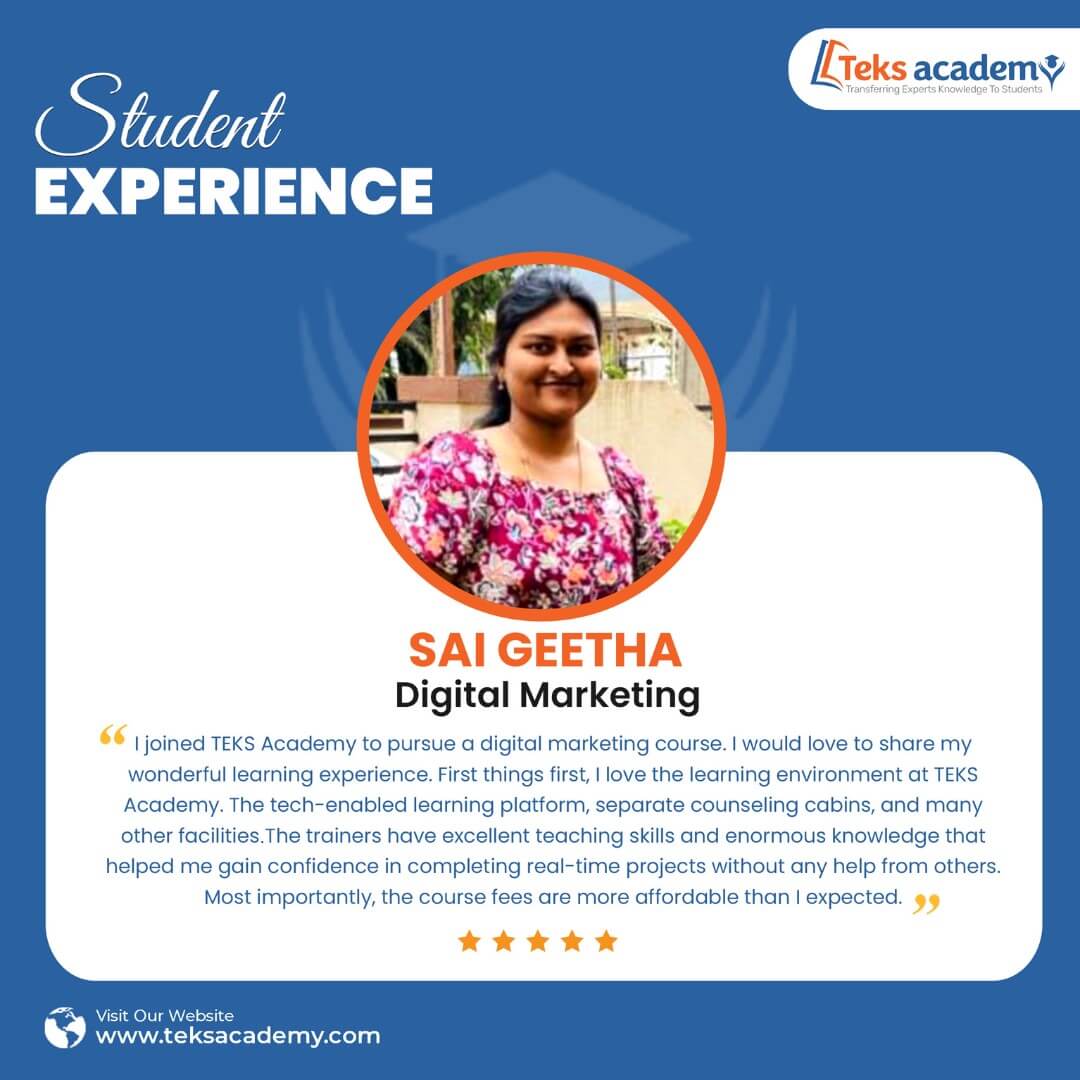 Teks academy
Transferring Experts Knowledge To Students
Student
EXPERIENCE
SAI GEETHA
Digital Marketing
“ I joined TEKS Academy to pursue a digital marketing course. I would love to share my
wonderful learning experience. First things first, I love the learning environment at TEKS
Academy. The tech-enabled learning platform, separate counseling cabins, and many
other facilities.The trainers have excellent teaching skills and enormous knowledge that
helped me gain confidence in completing real-time projects without any help from others.
Most importantly, the course fees are more affordable than I expected. ”
Visit Our Website
www.teksacademy.com